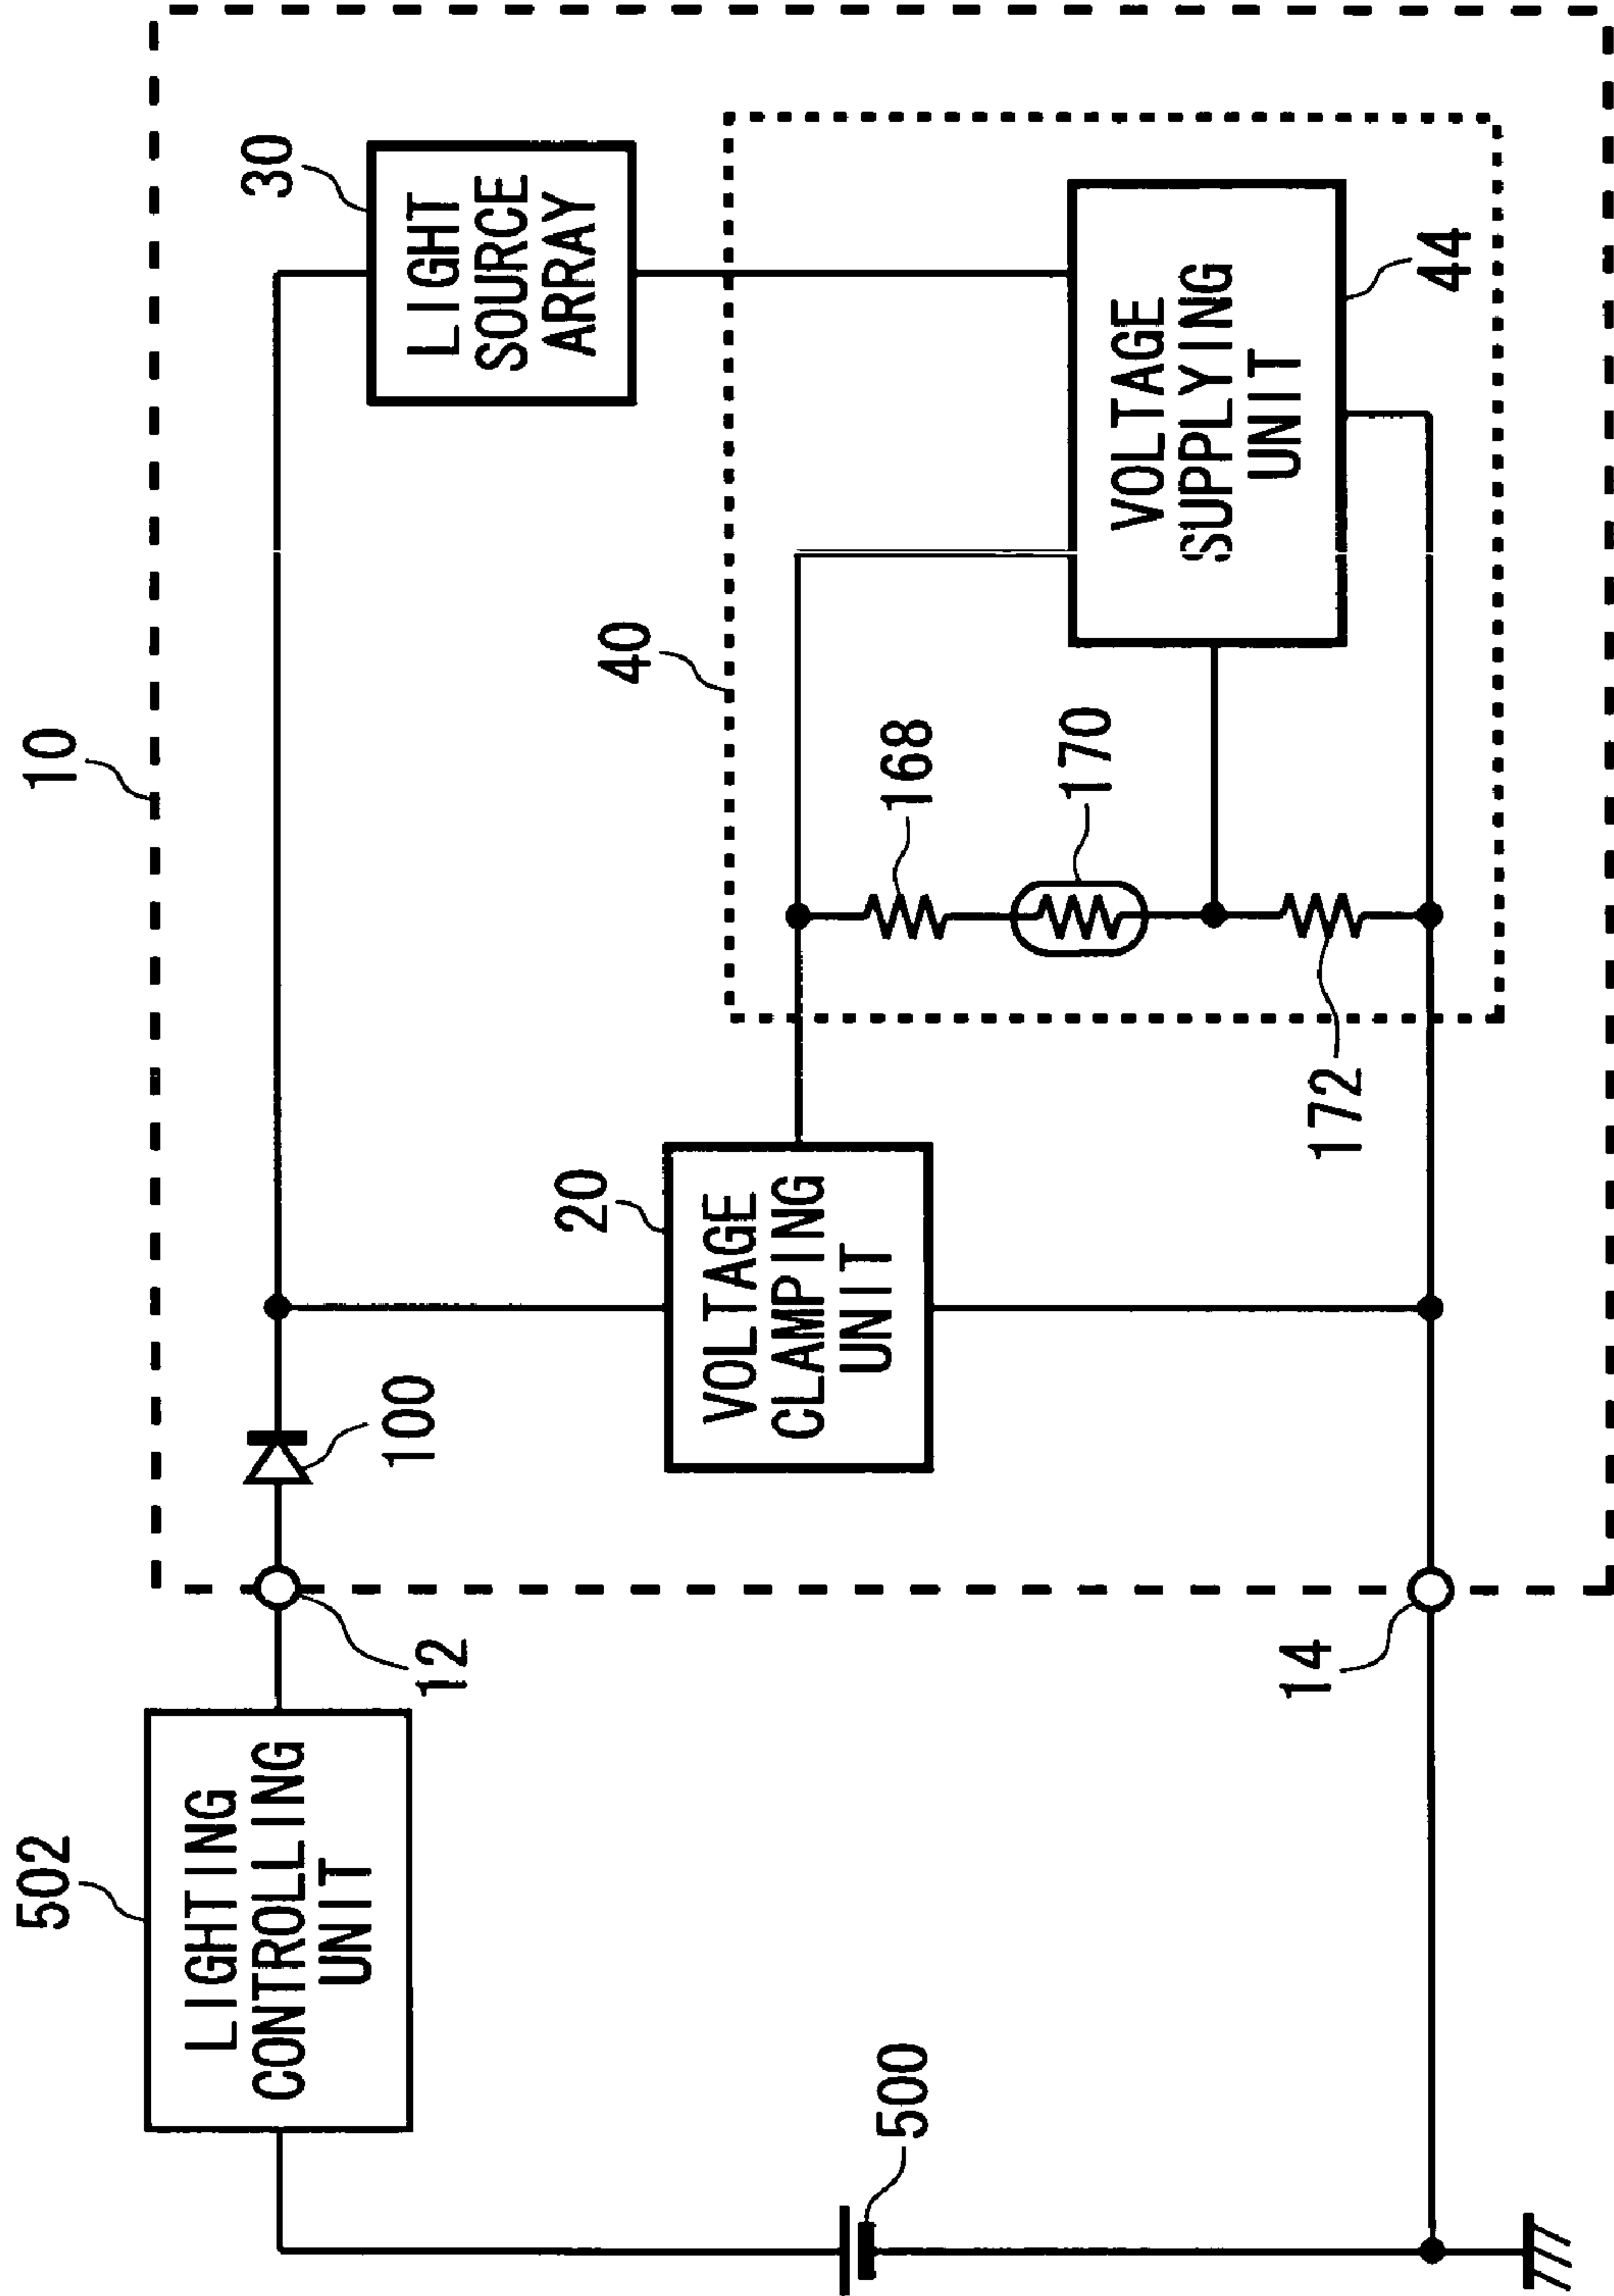 10
502
LIGHTING
CONTROLLING
UNIT
12
100
30
LIGHT
SOURCE
ARRAY
20
VOLTAGE
CLAMPING
UNIT
40
168
170
172
VOLTAGE
SUPPLYING
UNIT
44
500
14